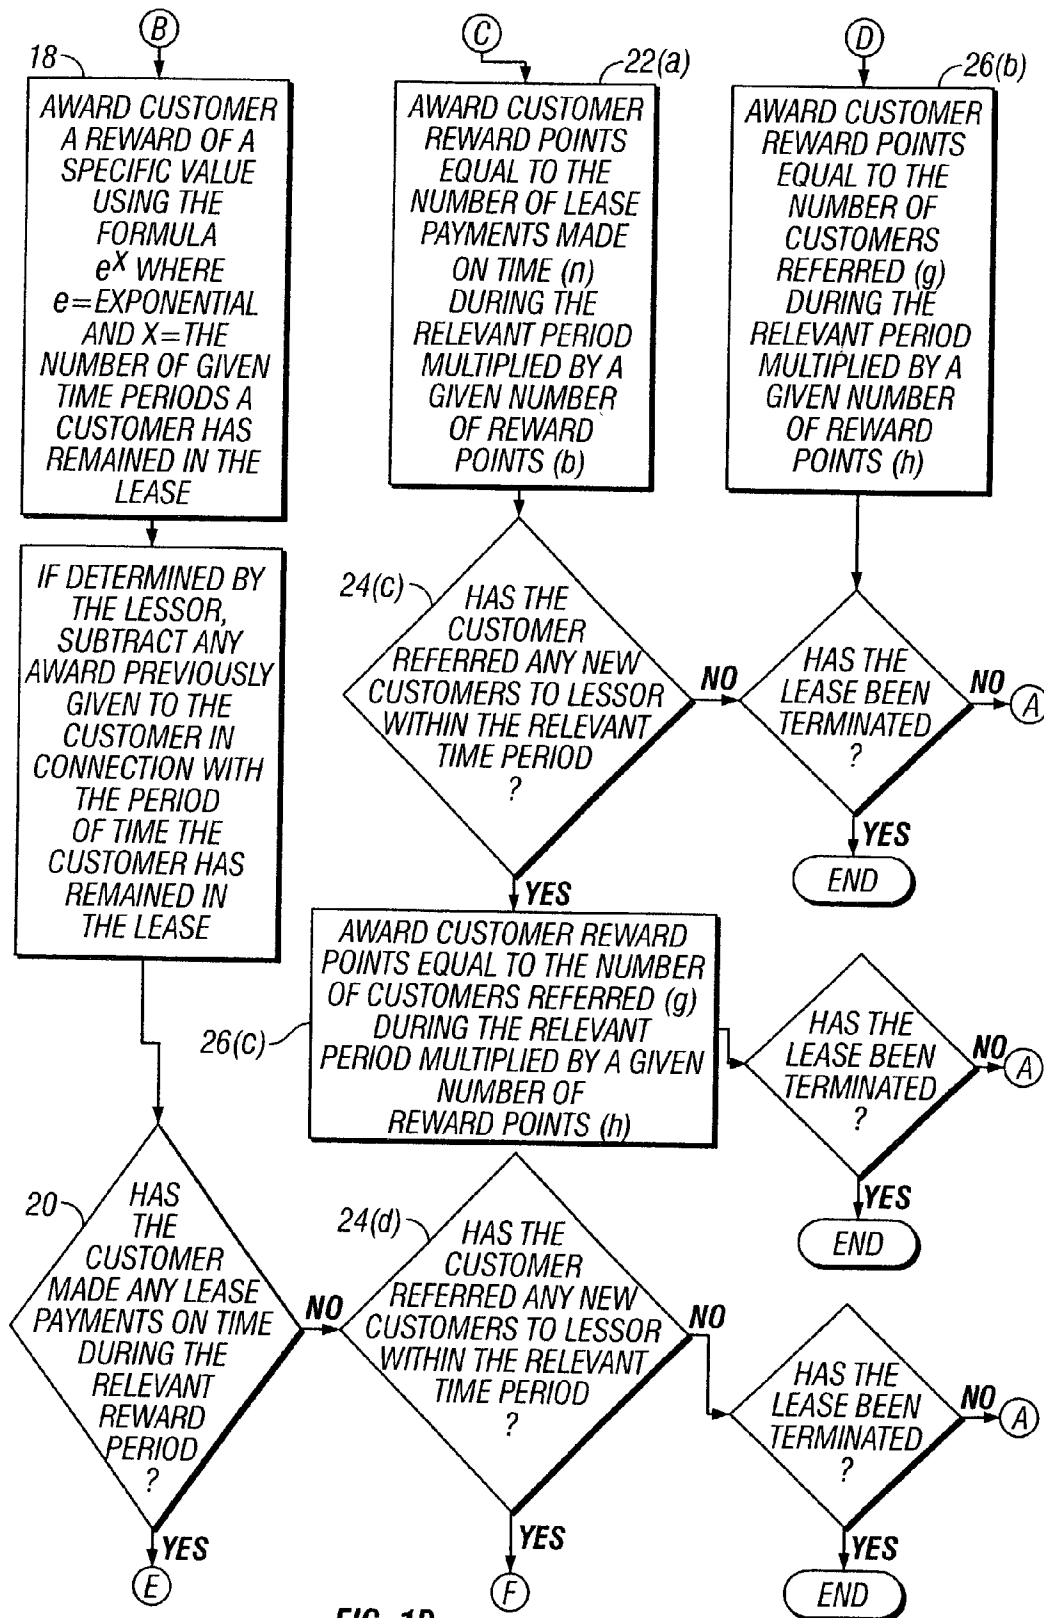 B
18
AWARD CUSTOMER
A REWARD OF A
SPECIFIC VALUE
USING THE
FORMULA
e^X WHERE
e=EXPONENTIAL
AND X=THE
NUMBER OF GIVEN
TIME PERIODS A
CUSTOMER HAS
REMAINED IN THE
LEASE
IF DETERMINED BY
THE LESSOR,
SUBTRACT ANY
AWARD PREVIOUSLY
GIVEN TO THE
CUSTOMER IN
CONNECTION WITH
THE PERIOD
OF TIME THE
CUSTOMER HAS
REMAINED IN
THE LEASE
20
HAS
THE
CUSTOMER
MADE ANY LEASE
PAYMENTS ON TIME
DURING THE
RELEVANT
REWARD
PERIOD
?
NO
YES
E
C
22(a)
AWARD CUSTOMER
REWARD POINTS
EQUAL TO THE
NUMBER OF LEASE
PAYMENTS MADE
ON TIME (n)
DURING THE
RELEVANT PERIOD
MULTIPLIED BY A
GIVEN NUMBER
OF REWARD
POINTS (b)
24(c)
HAS THE
CUSTOMER
REFERRED ANY NEW
CUSTOMERS TO LESSOR
WITHIN THE RELEVANT
TIME PERIOD
?
NO
YES
26(c)
AWARD CUSTOMER REWARD
POINTS EQUAL TO THE NUMBER
OF CUSTOMERS REFERRED (g)
DURING THE RELEVANT
PERIOD MULTIPLIED BY A GIVEN
NUMBER OF
REWARD POINTS (h)
24(d)
HAS THE
CUSTOMER
REFERRED ANY NEW
CUSTOMERS TO LESSOR
WITHIN THE RELEVANT
TIME PERIOD
?
NO
YES
F
D
26(b)
AWARD CUSTOMER
REWARD POINTS
EQUAL TO THE
NUMBER OF
CUSTOMERS
REFERRED (g)
DURING THE
RELEVANT PERIOD
MULTIPLIED BY A
GIVEN NUMBER
OF REWARD
POINTS (h)
HAS THE
LEASE BEEN
TERMINATED
?
NO
A
YES
END
HAS THE
LEASE BEEN
TERMINATED
?
NO
A
YES
END
HAS THE
LEASE BEEN
TERMINATED
?
NO
A
YES
END